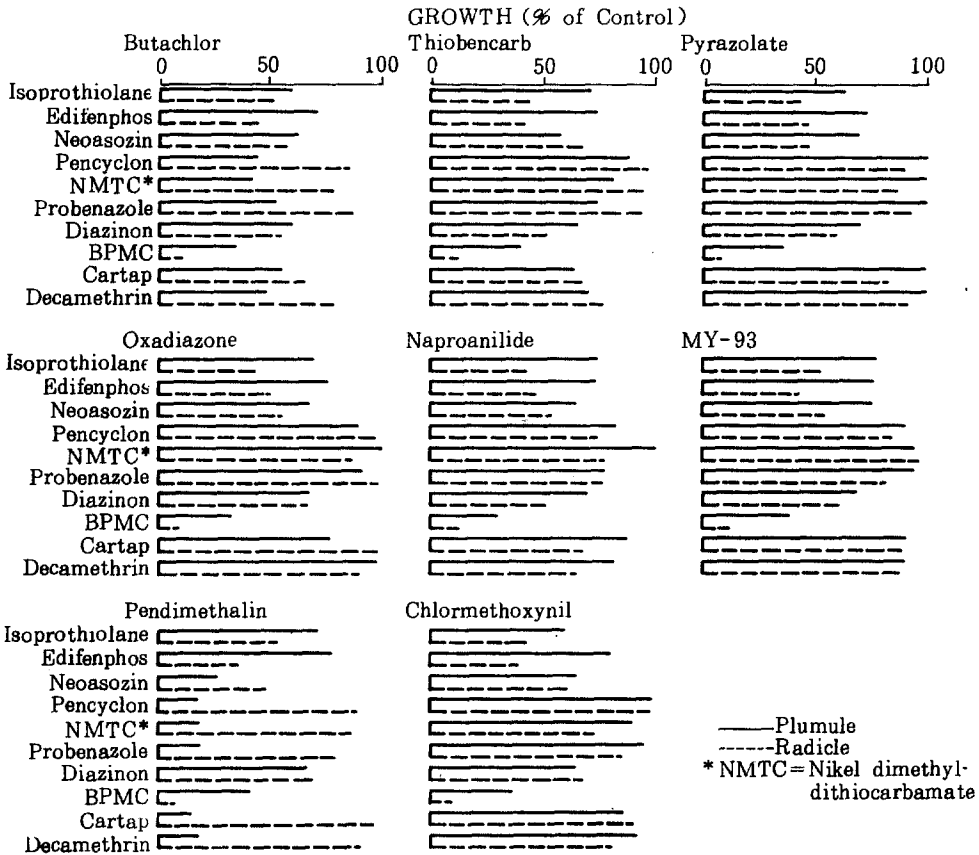 GROWTH (% of Control)
Butachlor Thiobencarb Pyrazolate
0 50 100 0 50 100 0 50 100
Isoprothiolane
Edifenphos
Neoasozin
Pencyclon
NMTC*
Probenazole
Diazinon
BPMC
Cartap
Decamethrin
Oxadiazone Naproanilide MY-93
Isoprothiolane
Edifenphos
Neoasozin
Pencyclon
NMTC*
Probenazole
Diazinon
BPMC
Cartap
Decamethrin
Pendimethalin Chlormethoxynil
Isoprothiolane
Edifenphos
Neoasozin
Pencyclon
NMTC*
Probenazole
Diazinon
BPMC
Cartap
Decamethrin
Plumule
Radicle
* NMTC = Nikel dimethyl-
dithiocarbamate